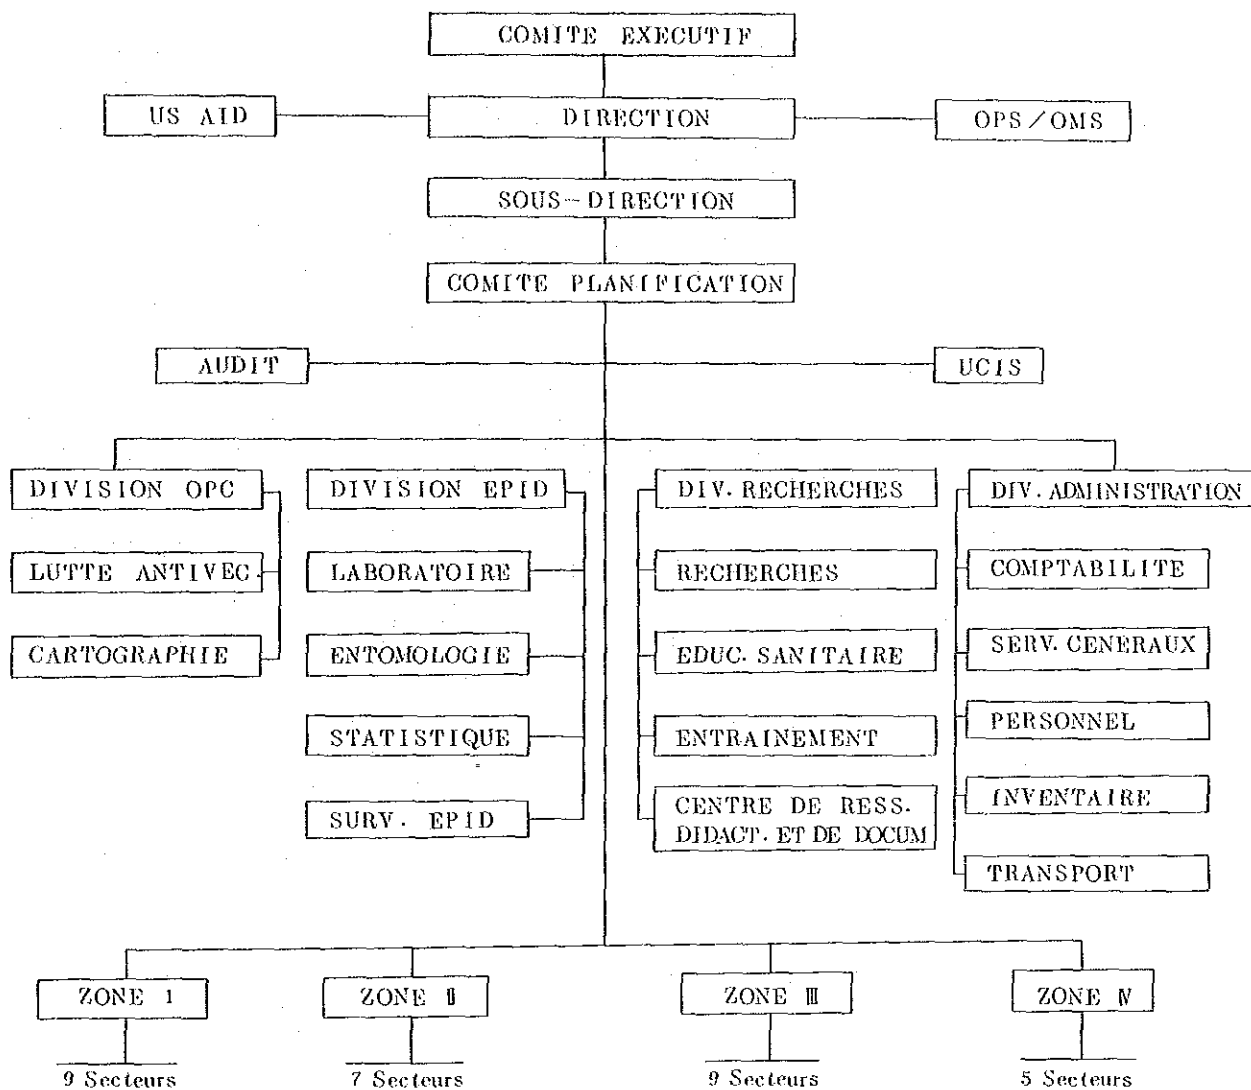 COMITE EXECUTIF
US AID
DIRECTION
OPS/OMS
SOUS-DIRECTION
COMITE PLANIFICATION
AUDIT
UCIS
DIVISION OPC
DIVISION EPID
DIV. RECHERCHES
DIV. ADMINISTRATION
LUTTE ANTIVEC.
LABORATOIRE
RECHERCHES
COMPTABILITE
CARTOGRAPHIE
ENTOMOLOGIE
EDUC. SANITAIRE
SERV. GENERAUX
STATISTIQUE
ENTRAINEMENT
PERSONNEL
SURV. EPID
CENTRE DE RESS.
DIDACT. ET DE DOCUM
INVENTAIRE
TRANSPORT
ZONE I
ZONE II
ZONE III
ZONE IV
9 Secteurs
7 Secteurs
9 Secteurs
5 Secteurs